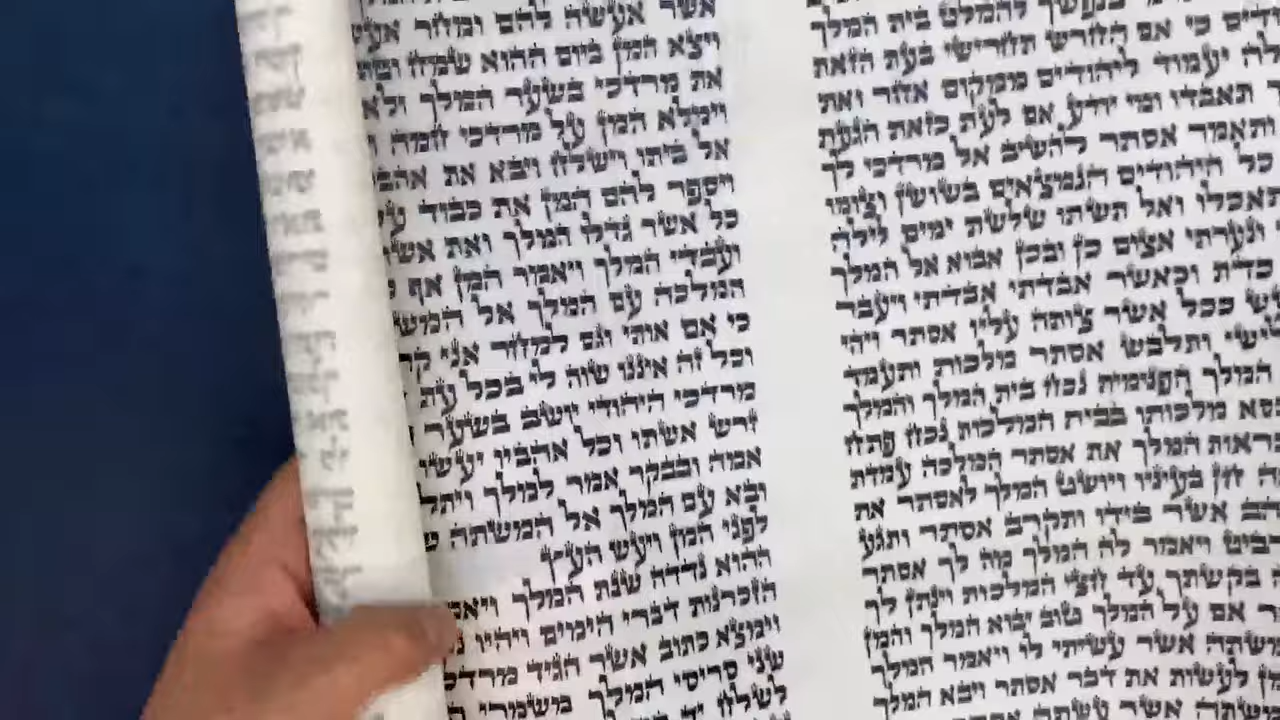 בנפשך להמלט בית המלך
כי אם החרש תחרישי בעת הזאת
יעמוד ליהודים ממקום אחר ואת
תאבדו ומי יודע אם לעת כזאת הגעת
ותאמר אסתר להשיב אל מרדכי לך
כל היהודים הנמצאים בשושן וצומו
תאכלו ואל תשתו שלשת ימים לילה
ונערתי אצום כן ובכן אבוא אל המלך
כדת וכאשר אבדתי אבדתי ויעבר
ככל אשר צותה עליו אסתר ויהי
ותלבש אסתר מלכות ותעמד
המלך הפנימית נכח בית המלך והמלך
כסא מלכותו בבית המלכות נכח פתח
כראות המלך את אסתר המלכה עמדת
חן בעיניו ויושט המלך לאסתר את
אשר בידו ותקרב אסתר ותגע
ויאמר לה המלך מה לך אסתר
בקשתך עד חצי המלכות וינתן לך
אם על המלך טוב יבוא המלך והמן
אשר עשיתי לו ויאמר המלך
לעשות את דבר אסתר ויבא המלך
המשתה אשר עשתה אסתר
אשר אעשה להם ומחר
ויצא המן ביום ההוא שמח
את מרדכי בשער המלך ולא
וימלא המן על מרדכי חמה
אל ביתו וישלח ויבא את
ויספר להם המן את כבוד
כל אשר גדלו המלך ואת
ועבדי המלך ויאמר המן אף
המלכה עם המלך אל
כי אם אותי וגם למחר אני
וכל זה איננו שוה לי בכל עת
מרדכי היהודי יושב בשער
זרש אשתו וכל אהביו
אמה ובבקר אמר למלך
ובא עם המלך אל המשתה
לפני המן ויעש העץ
ההוא נדדה שנת המלך
הזכרנות דברי הימים ויהיו
וימצא כתוב אשר הגיד
שני סריסי המלך משמרי
לשלח יד